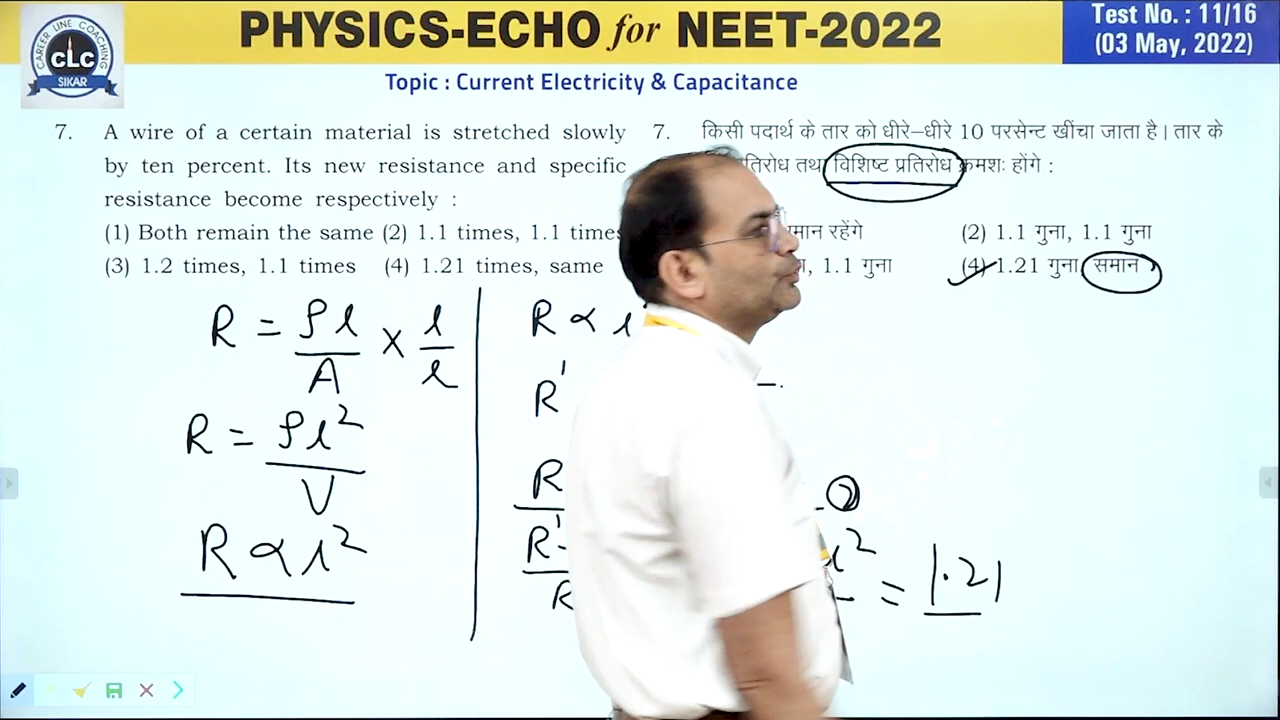 CAREER LINE COACHING
CLC
SIKAR
PHYSICS-ECHO for NEET-2022
Test No. : 11/16
(03 May, 2022)
Topic : Current Electricity & Capacitance
7. A wire of a certain material is stretched slowly
by ten percent. Its new resistance and specific
resistance become respectively :
(1) Both remain the same (2) 1.1 times, 1.1 times
(3) 1.2 times, 1.1 times (4) 1.21 times, same
7. किसी पदार्थ के तार को धीरे–धीरे 10 परसेन्ट खींचा जाता है। तार के
तथा विशिष्ट प्रतिरोध क्रमशः होंगे :
रहेंगे (2) 1.1 गुना, 1.1 गुना
1.1 गुना (4) 1.21 गुना, समान
R = ρl/A × l/l
R = ρl²/V
R ∝ l²
R ∝ l
R'
R
R'
R
l² = 1.21